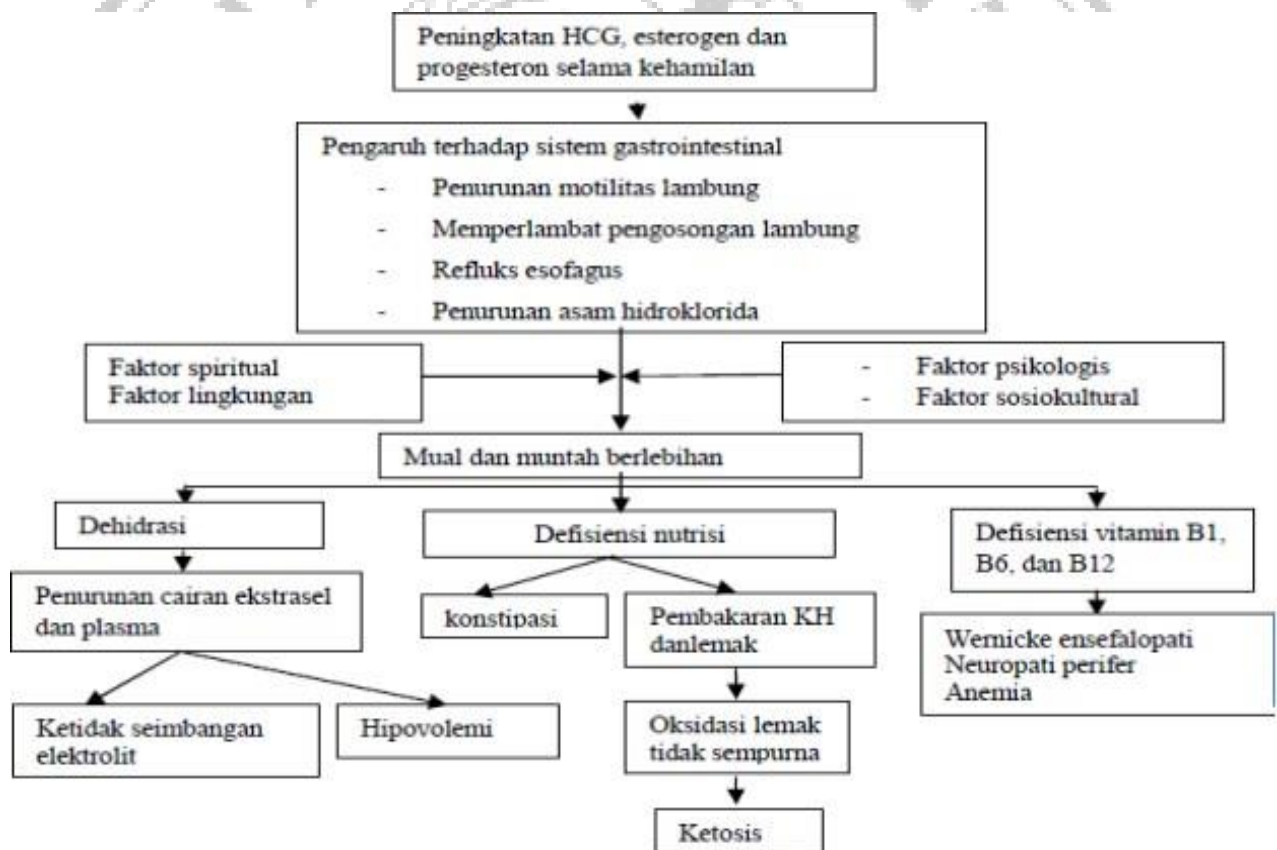 Peningkatan HCG, esterogen dan
progesteron selama kehamilan
Pengaruh terhadap sistem gastrointestinal
- Penurunan motilitas lambung
- Memperlambat pengosongan lambung
- Refluks esofagus
- Penurunan asam hidroklorida
Faktor spiritual
Faktor lingkungan
- Faktor psikologis
- Faktor sosiokultural
Mual dan muntah berlebihan
Dehidrasi
Defisiensi nutrisi
Defisiensi vitamin B1,
B6, dan B12
Penurunan cairan ekstrasel
dan plasma
konstipasi
Pembakaran KH
danlemak
Wernicke ensefalopati
Neuropati perifer
Anemia
Ketidak seimbangan
elektrolit
Hipovolemi
Oksidasi lemak
tidak sempurna
Ketosis